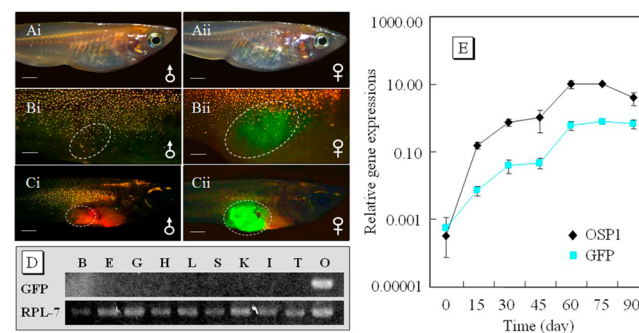 Ai ♂
Aii ♀
Bi ♂
Bii ♀
Ci ♂
Cii ♀
D B E G H L S K I T O
GFP
RPL-7
E
Relative gene expressions
100.00
10.00
0.10
0.001
0.00001
OSP1
GFP
0 15 30 45 60 75 90
Time (day)